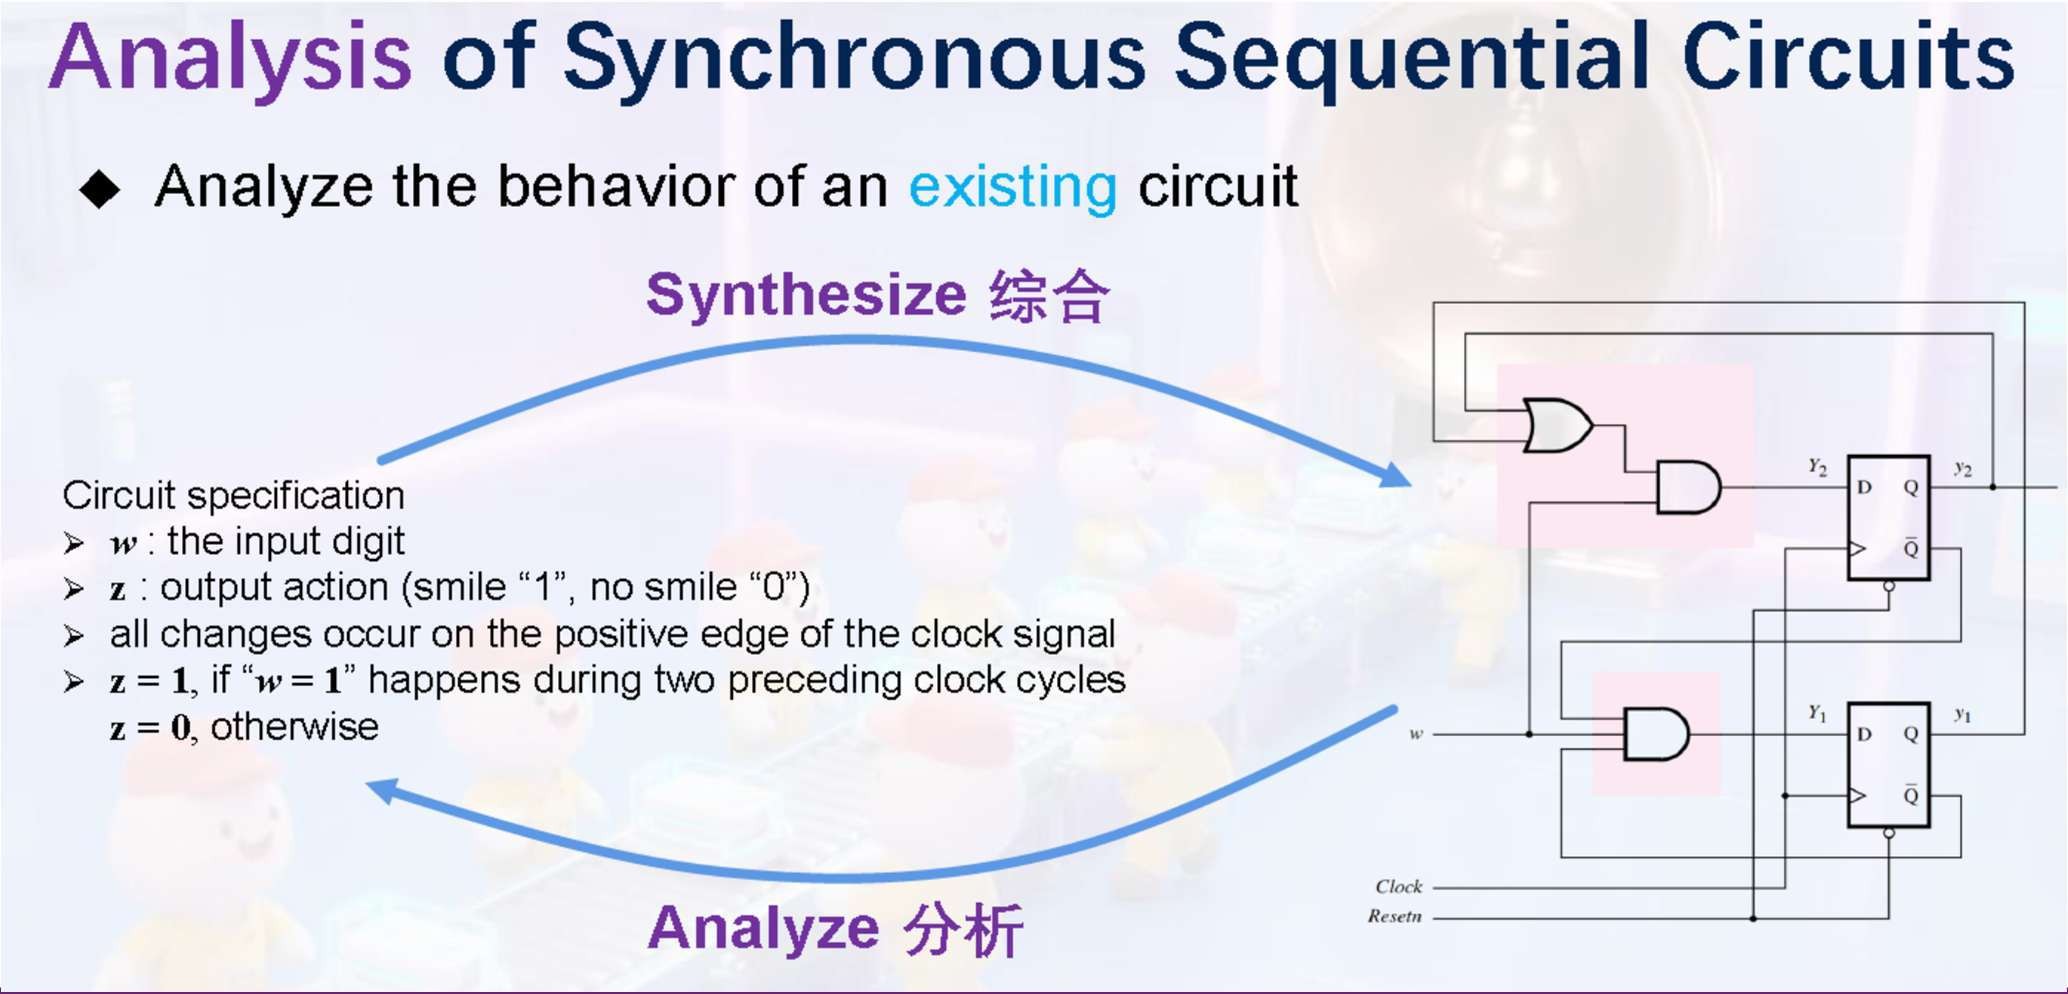 Analysis of Synchronous Sequential Circuits
◆ Analyze the behavior of an existing circuit
Synthesize 综合
Circuit specification
➢ w : the input digit
➢ z : output action (smile “1”, no smile “0”)
➢ all changes occur on the positive edge of the clock signal
➢ z = 1, if “w = 1” happens during two preceding clock cycles
z = 0, otherwise
Analyze 分析
Y₂
D Q
y₂
Q̅
w
Y₁
D Q
y₁
Q̅
Clock
Resetn